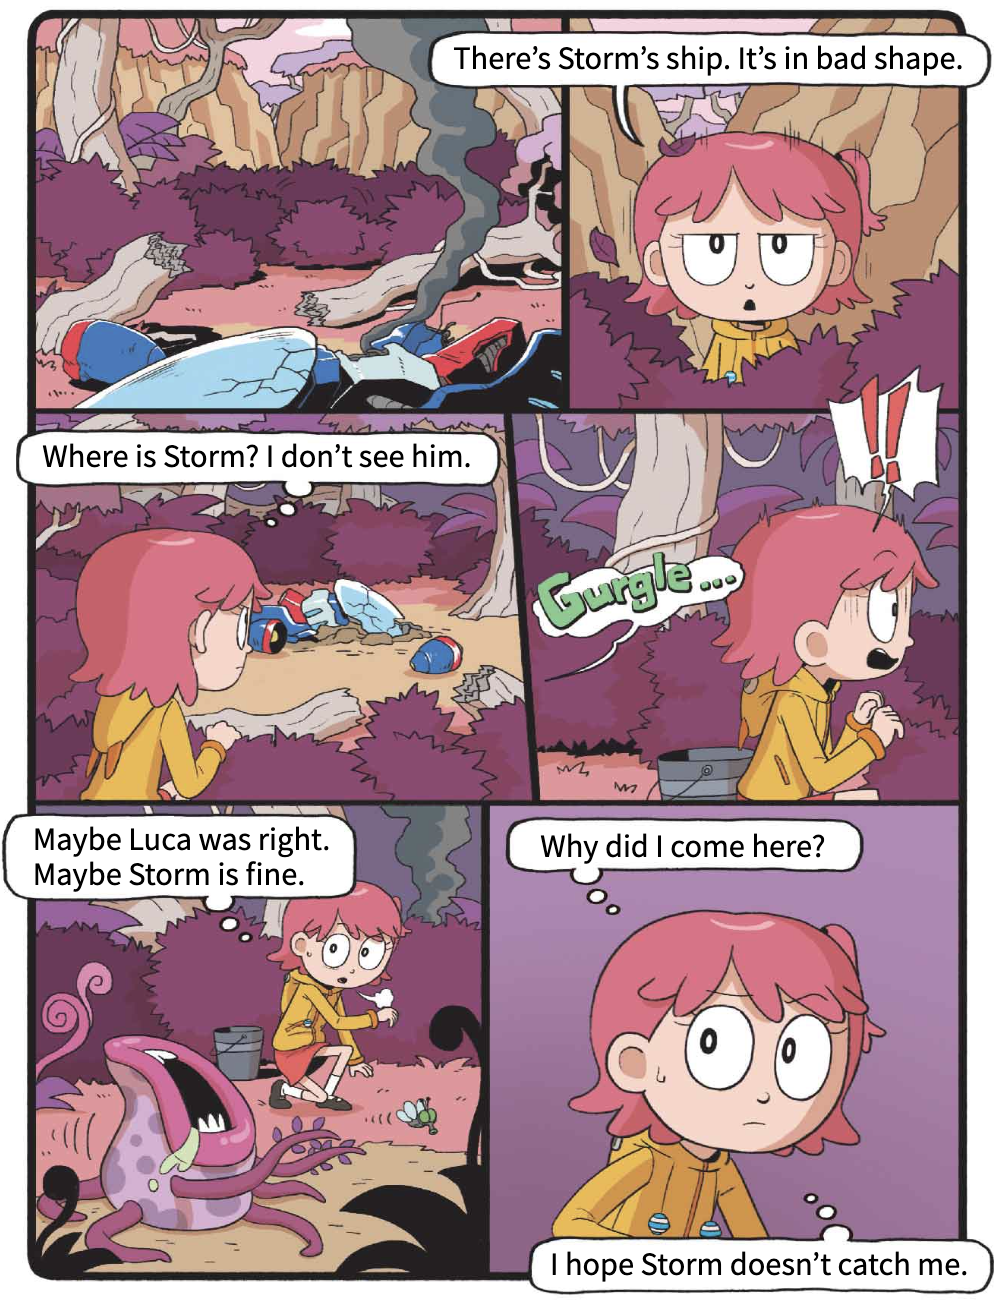 There's Storm's ship. It's in bad shape.
Where is Storm? I don't see him.
!!
Gurgle...
Maybe Luca was right.
Maybe Storm is fine.
Why did I come here?
I hope Storm doesn't catch me.